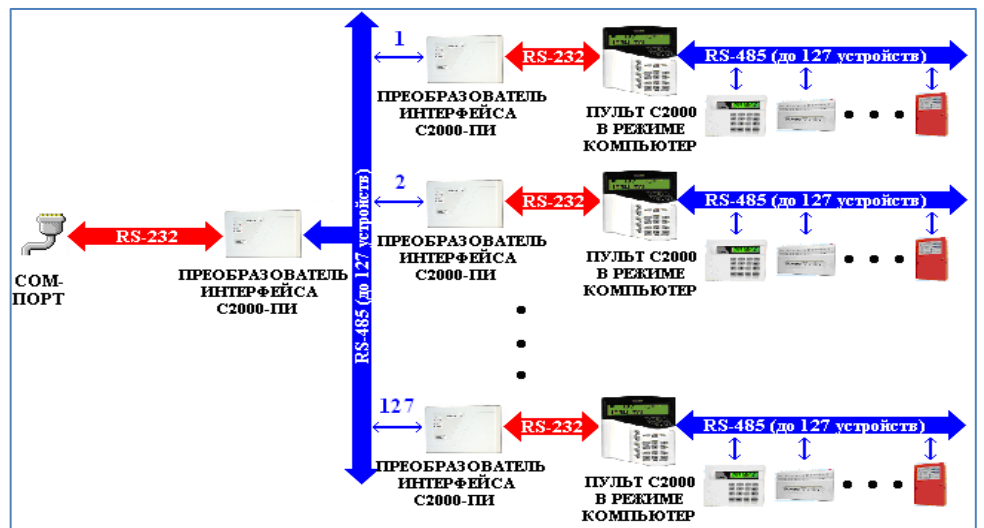 1
RS-232
RS-485 (до 127 устройств)
ПРЕОБРАЗОВАТЕЛЬ
ИНТЕРФЕЙСА
С2000-ПИ
ПУЛЬТ С2000
В РЕЖИМЕ
КОМПЬЮТЕР
2
RS-232
RS-485 (до 127 устройств)
ПРЕОБРАЗОВАТЕЛЬ
ИНТЕРФЕЙСА
С2000-ПИ
ПУЛЬТ С2000
В РЕЖИМЕ
КОМПЬЮТЕР
RS-232
COM-
ПОРТ
ПРЕОБРАЗОВАТЕЛЬ
ИНТЕРФЕЙСА
С2000-ПИ
RS-485 (до 127 устройств)
127
RS-232
RS-485 (до 127 устройств)
ПРЕОБРАЗОВАТЕЛЬ
ИНТЕРФЕЙСА
С2000-ПИ
ПУЛЬТ С2000
В РЕЖИМЕ
КОМПЬЮТЕР